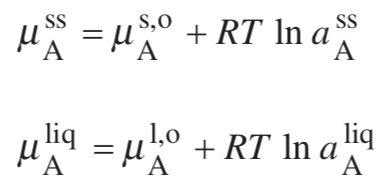 μ_A^ss = μ_A^s,o + RT ln a_A^ss
μ_A^liq = μ_A^l,o + RT ln a_A^liq